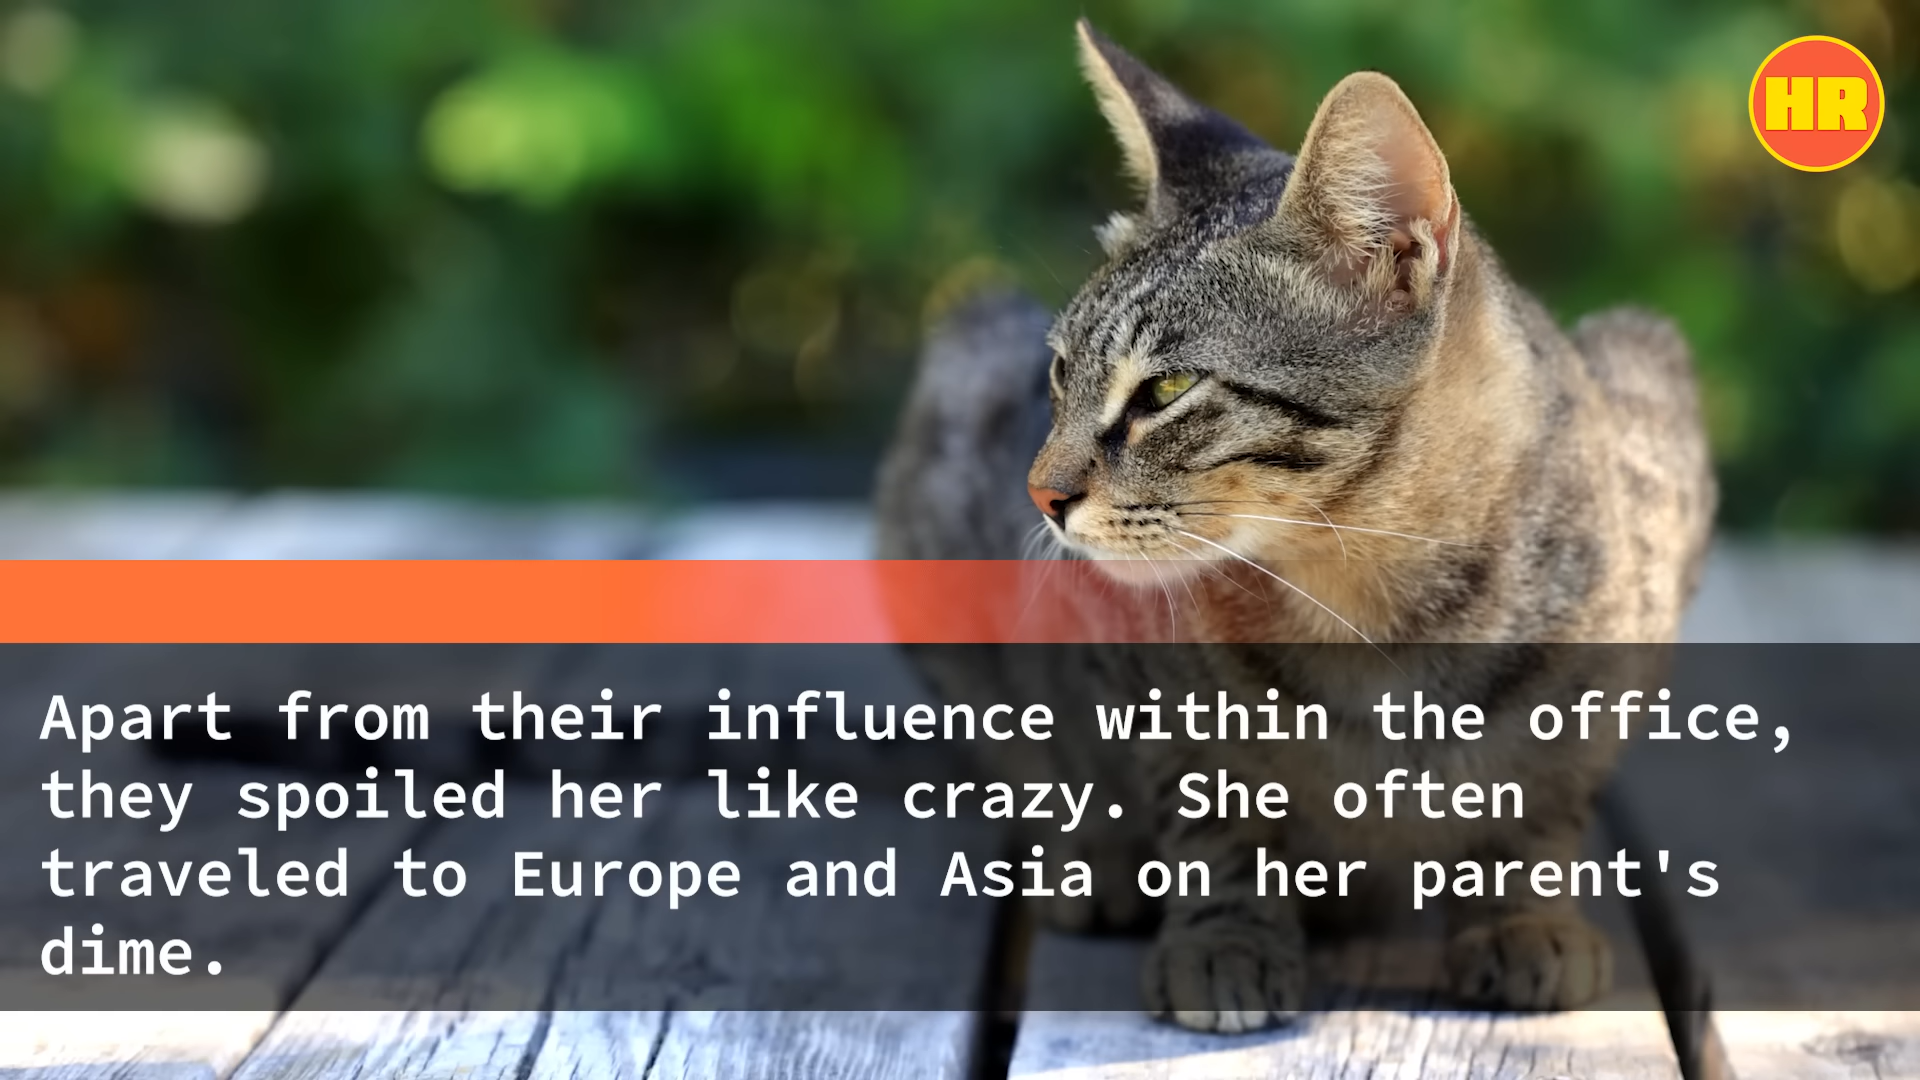 HR
Apart from their influence within the office,
they spoiled her like crazy. She often
traveled to Europe and Asia on her parent's
dime.